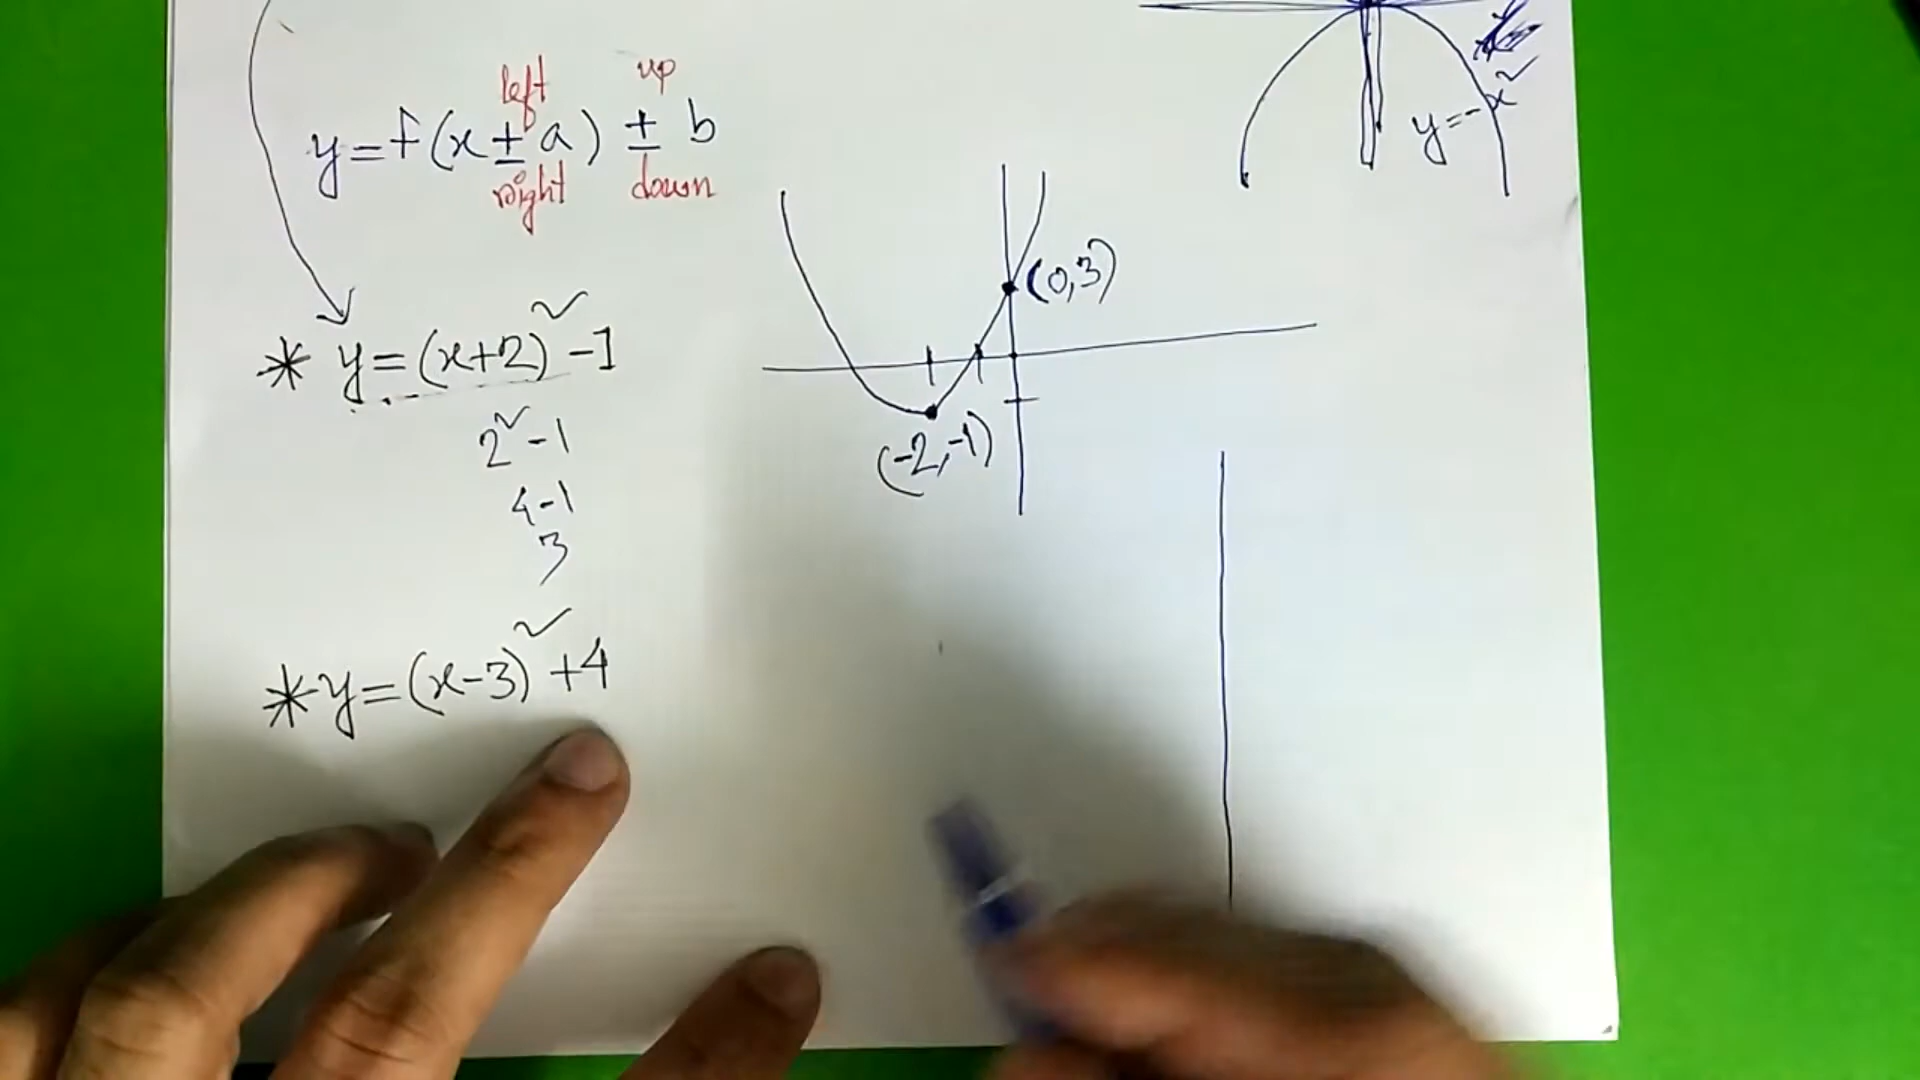 left up
y=f(x±a) ± b
right down
y=-x²
(0,3)
* y=(x+2)²-1
(-2,-1)
2²-1
4-1
3
* y=(x-3)²+4